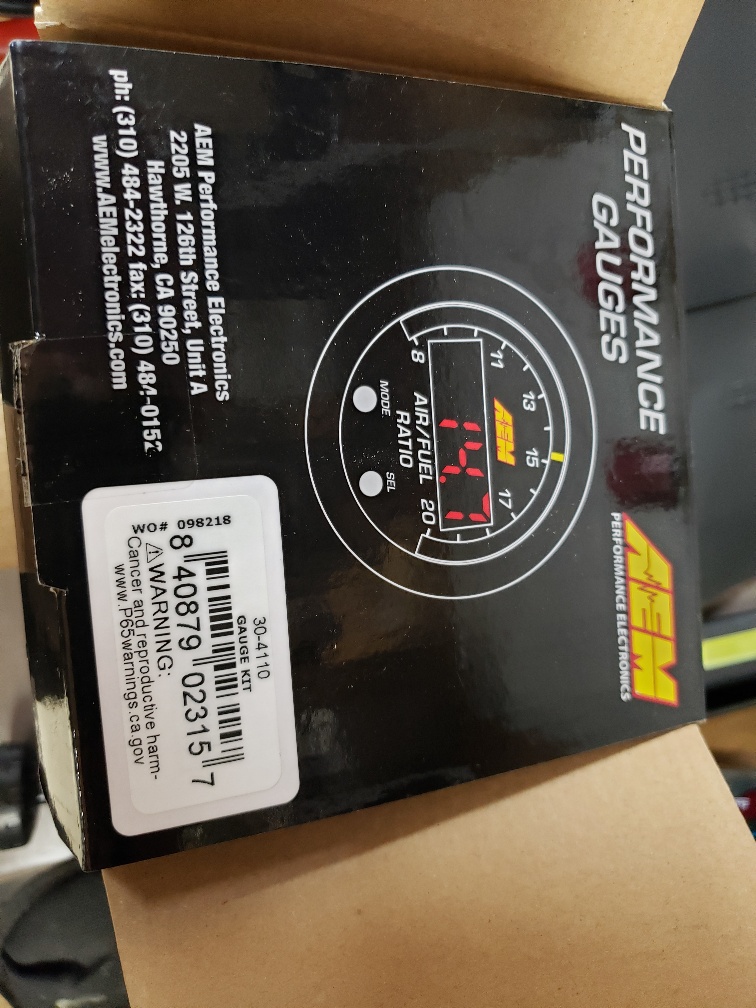 PERFORMANCE
GAUGES
AEM
PERFORMANCE ELECTRONICS
8
11
13
15
17
20
AEM
14.7
AIR/FUEL
RATIO
MODE
SEL
AEM Performance Electronics
2205 W. 126th Street, Unit A
Hawthorne, CA 90250
ph: (310) 484-2322 fax: (310) 484-0152
www.AEMelectronics.com
30-4110
GAUGE KIT
8 40879 02315 7
WO# 098218
⚠WARNING:
Cancer and reproductive harm-
www.P65warnings.ca.gov